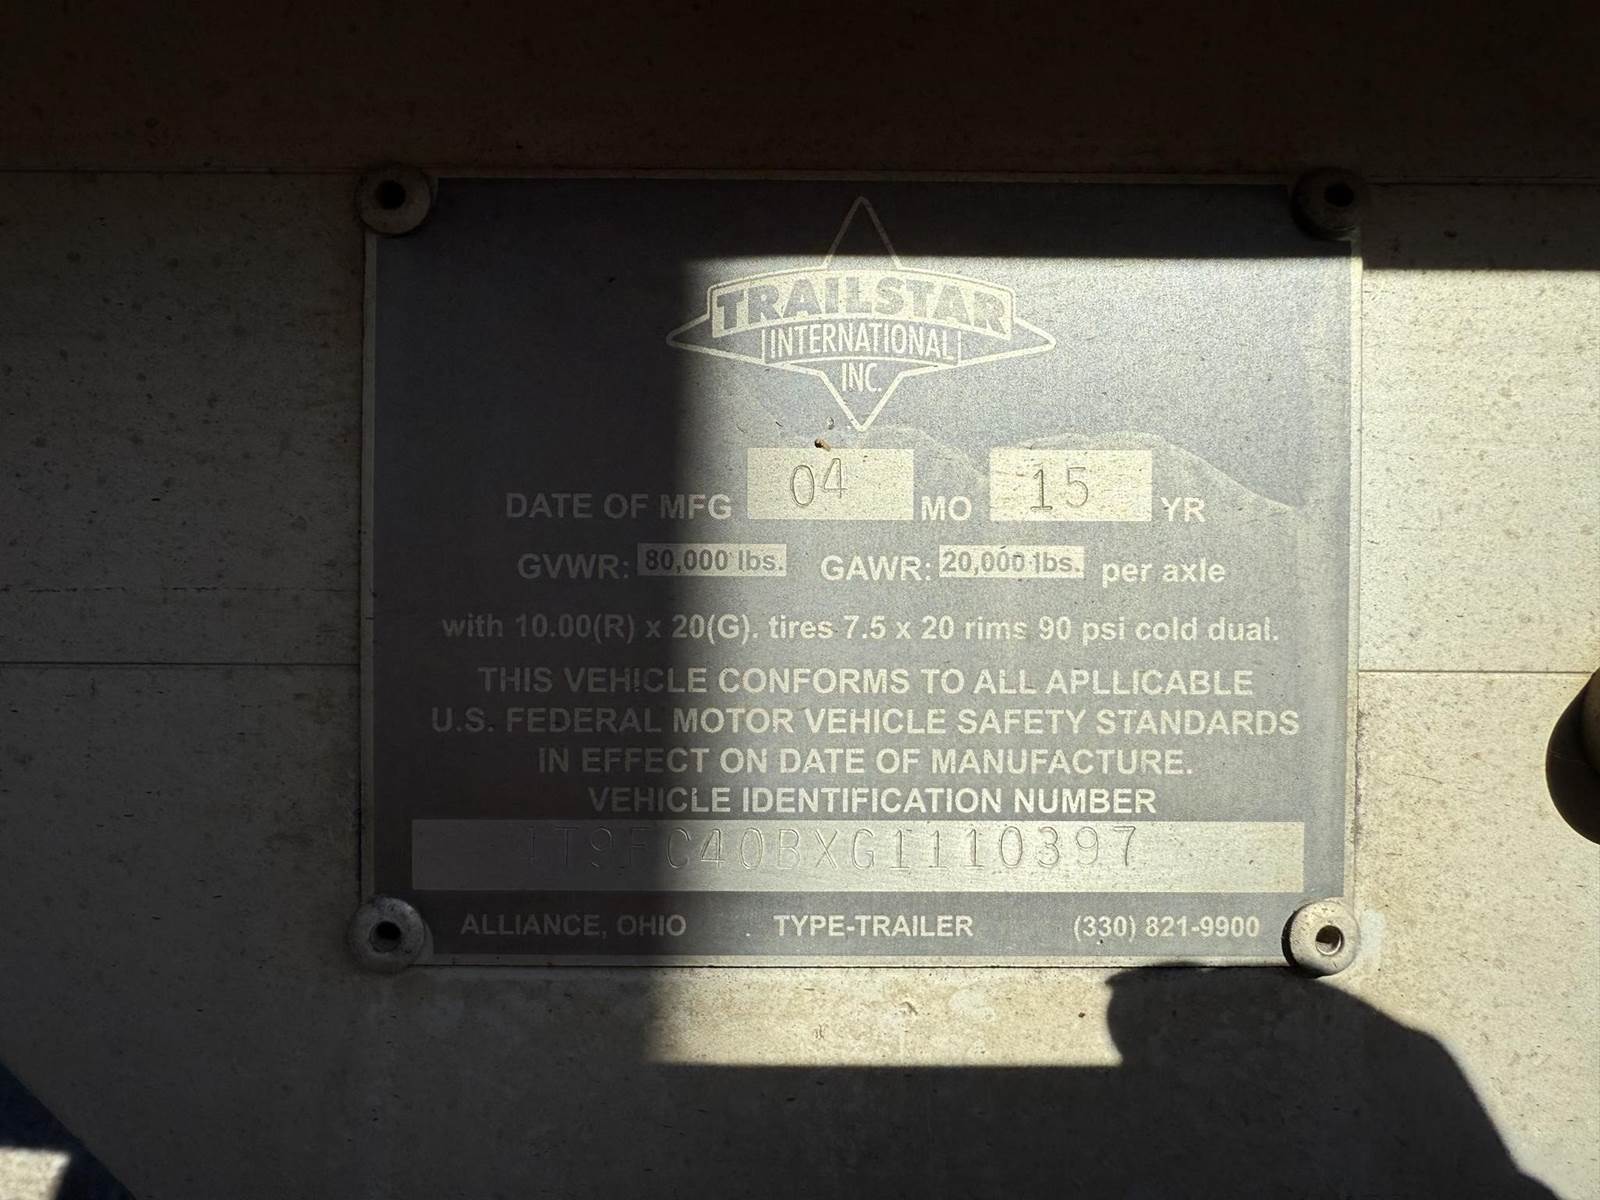 TRAILSTAR
INTERNATIONAL
INC.
DATE OF MFG 04 MO 15 YR
GVWR: 80,000 lbs. GAWR: 20,000 lbs. per axle
with 10.00(R) x 20(G). tires 7.5 x 20 rims 90 psi cold dual.
THIS VEHICLE CONFORMS TO ALL APLLICABLE
U.S. FEDERAL MOTOR VEHICLE SAFETY STANDARDS
IN EFFECT ON DATE OF MANUFACTURE.
VEHICLE IDENTIFICATION NUMBER
1T9FC40BXG1110397
ALLIANCE, OHIO TYPE-TRAILER (330) 821-9900